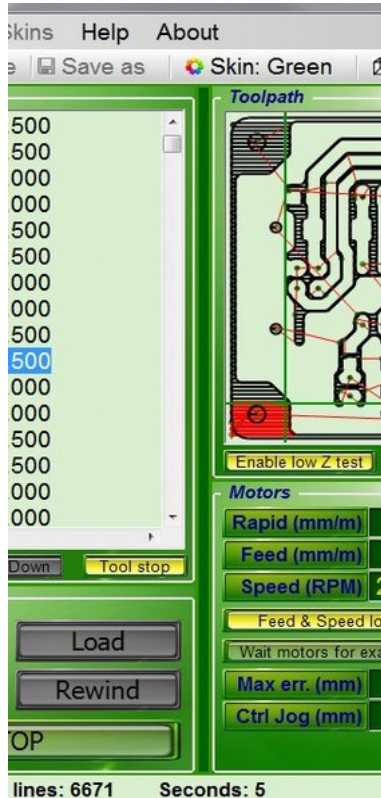 Skins Help About
Save as Skin: Green
Toolpath
.500
.500
.000
.000
.500
.500
.000
.000
.500
.500
.000
.000
.500
.500
.000
.000
Enable low Z test
Motors
Rapid (mm/m)
Feed (mm/m)
Down Tool stop
Speed (RPM)
Feed & Speed lo
Load
Wait motors for exa
Rewind
Max err. (mm)
Ctrl Jog (mm)
OP
lines: 6671 Seconds: 5